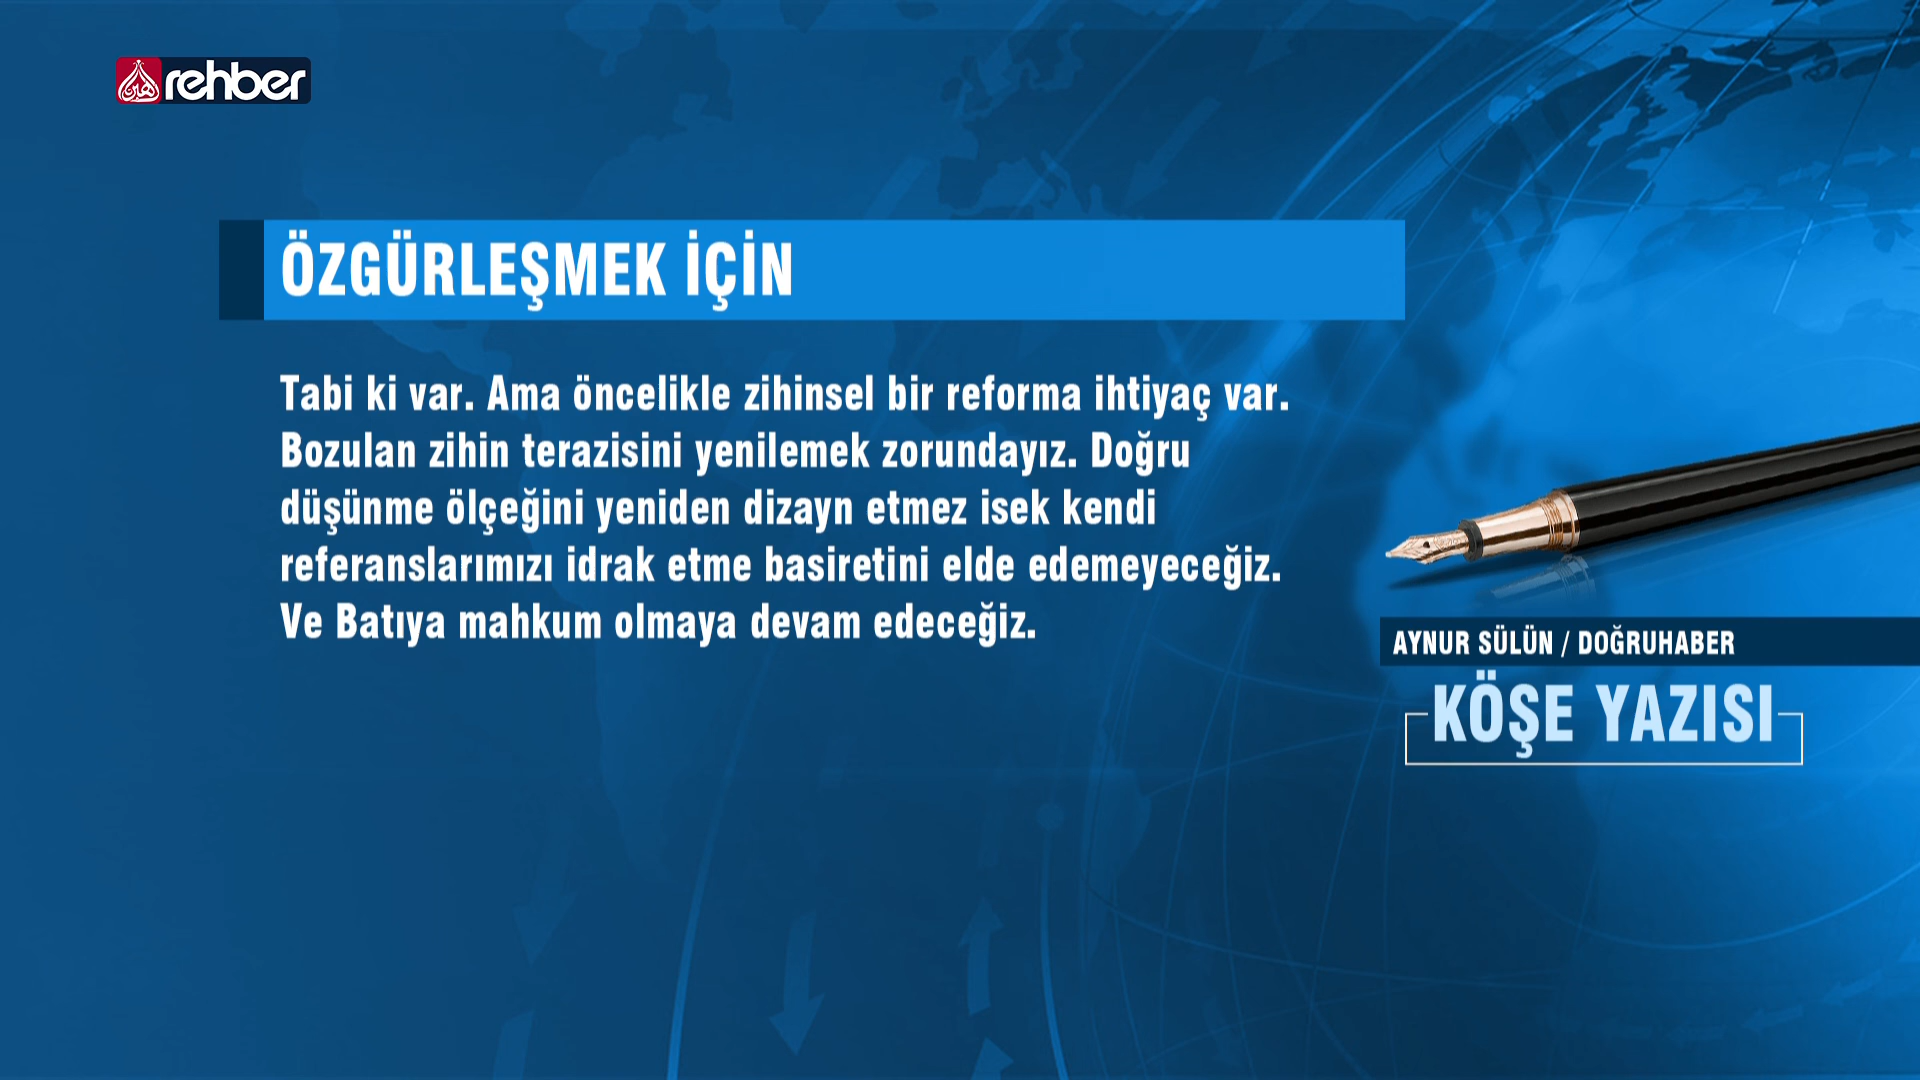 rehber
ÖZGÜRLEŞMEK İÇİN
Tabi ki var. Ama öncelikle zihinsel bir reforma ihtiyaç var.
Bozulan zihin terazisini yenilemek zorundayız. Doğru
düşünme ölçeğini yeniden dizayn etmez isek kendi
referanslarımızı idrak etme basiretini elde edemeyeceğiz.
Ve Batıya mahkum olmaya devam edeceğiz.
AYNUR SÜLÜN / DOĞRUHABER
KÖŞE YAZISI